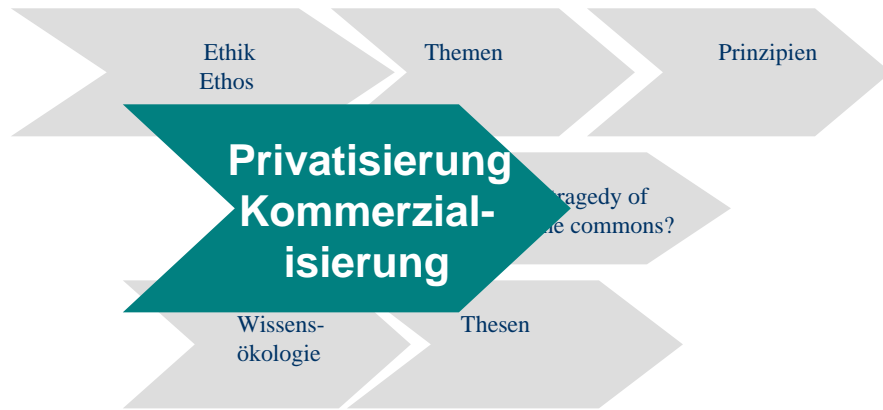 Ethik
Ethos
Themen
Prinzipien
Privatisierung
Kommerzial-
isierung
ragedy of
e commons?
Wissens-
ökologie
Thesen